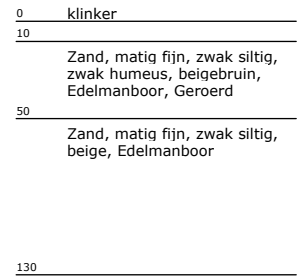 0 klinker
10
Zand, matig fijn, zwak siltig,
zwak humeus, beigebruin,
Edelmanboor, Geroerd
50
Zand, matig fijn, zwak siltig,
beige, Edelmanboor
130